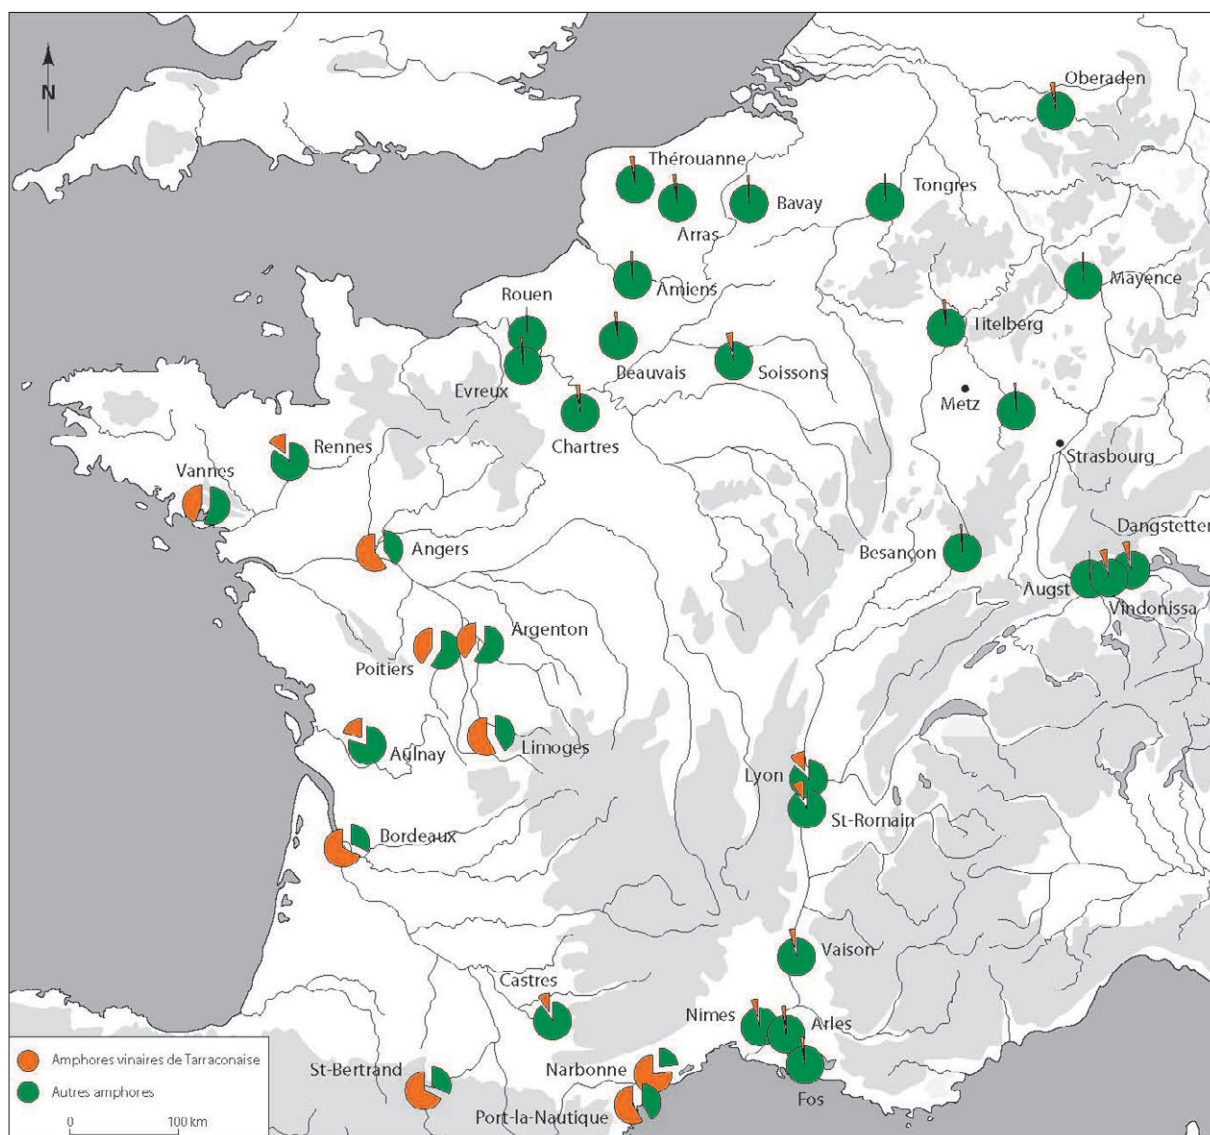 N
Oberaden
Thérouanne
Tongres
Bavay
Arras
Mayence
Amiens
Rouen
Titelberg
Beauvais
Soissons
Evreux
Metz
Chartres
Rennes
Strasbourg
Vannes
Dangstetten
Angers
Besançon
Augst
Vindonissa
Argenton
Poitiers
Limoges
Aulnay
Lyon
St-Romain
Bordeaux
Vaison
Castres
Nimes
Arles
Amphores vinaires de Tarraconaise
St-Bertrand
Narbonne
Autres amphores
Fos
Port-la-Nautique
0
100 km